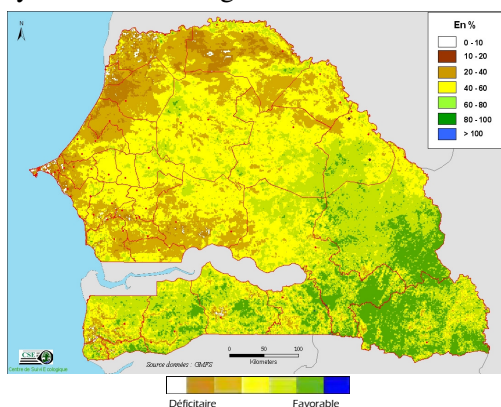 N
En %
0 - 10
10 - 20
20 - 40
40 - 60
60 - 80
80 - 100
> 100
CSE
Centre de Suivi Ecologique
Source données : GMFS
0 50 100
Kilometers
Déficitaire Favorable